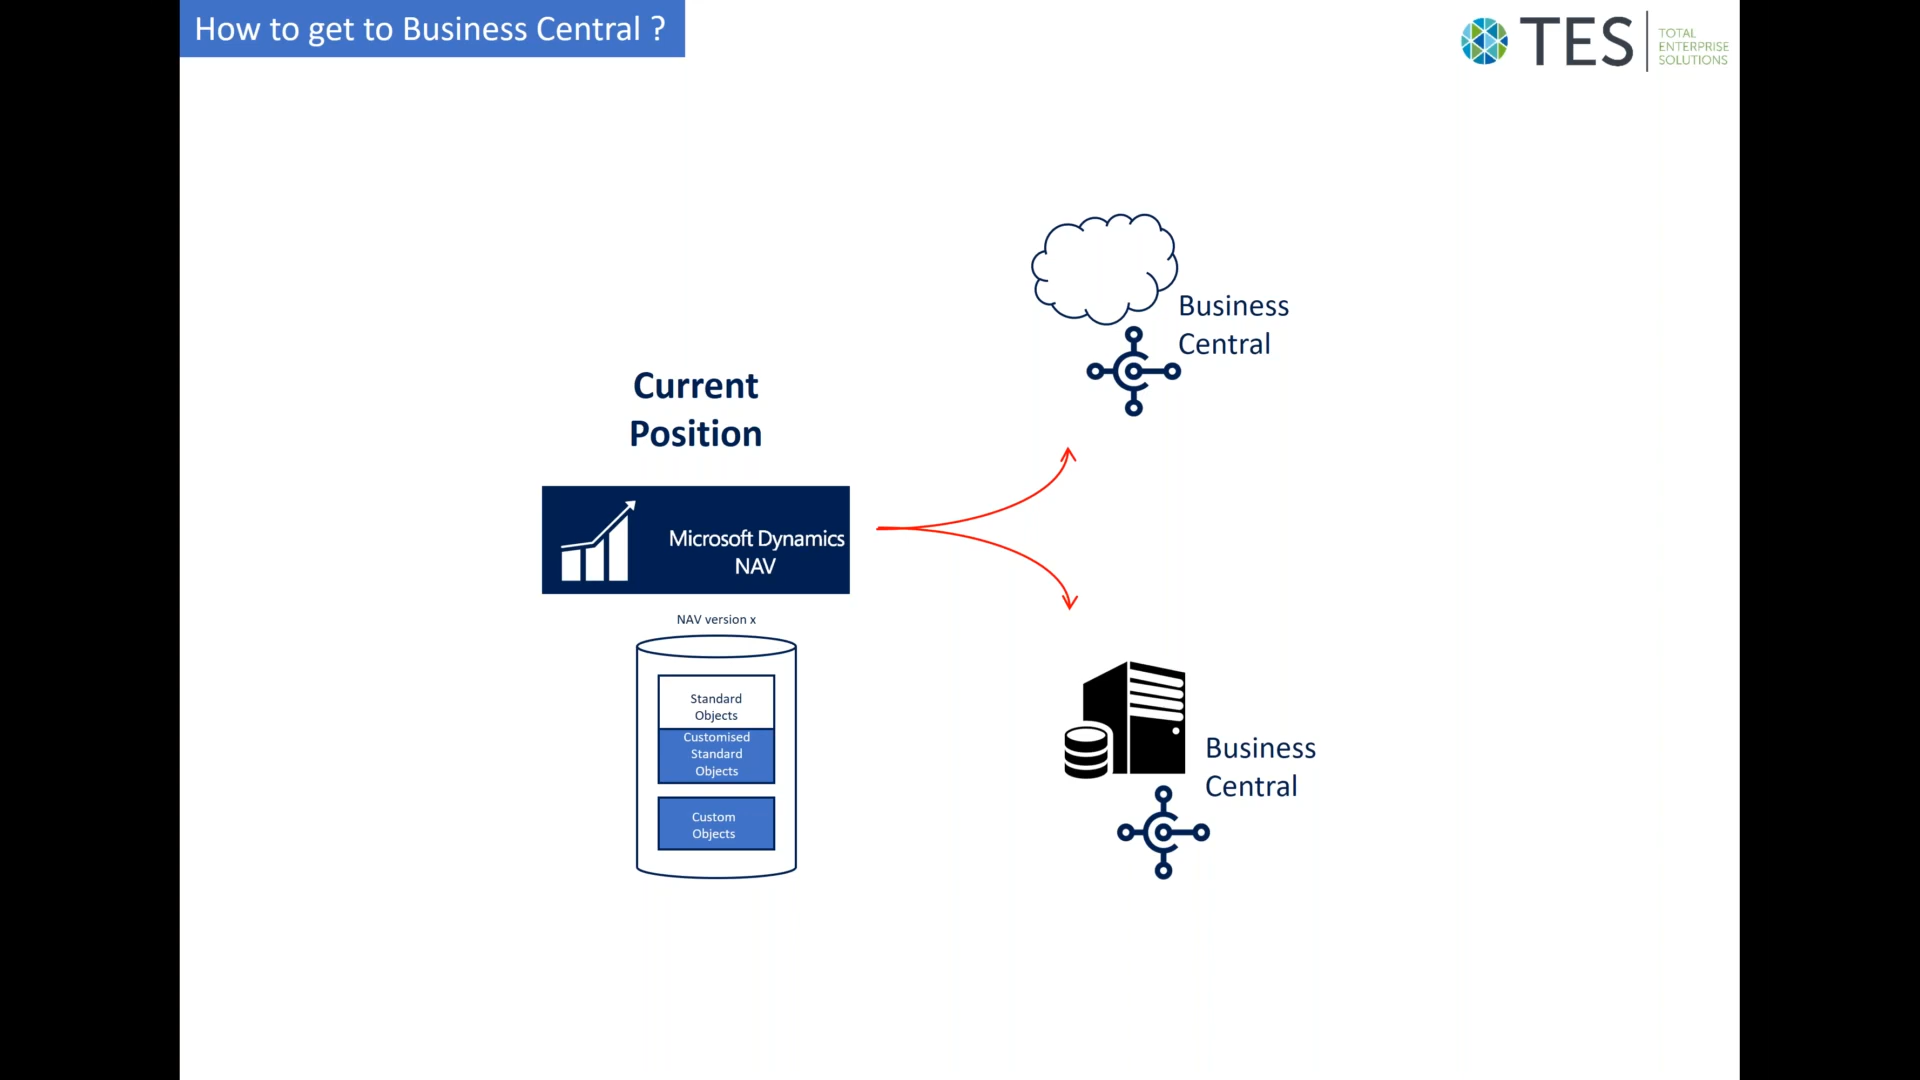 How to get to Business Central ?
TES
TOTAL
ENTERPRISE
SOLUTIONS
Business
Central
Current
Position
Microsoft Dynamics
NAV
NAV version x
Standard
Objects
Customised
Standard
Objects
Custom
Objects
Business
Central